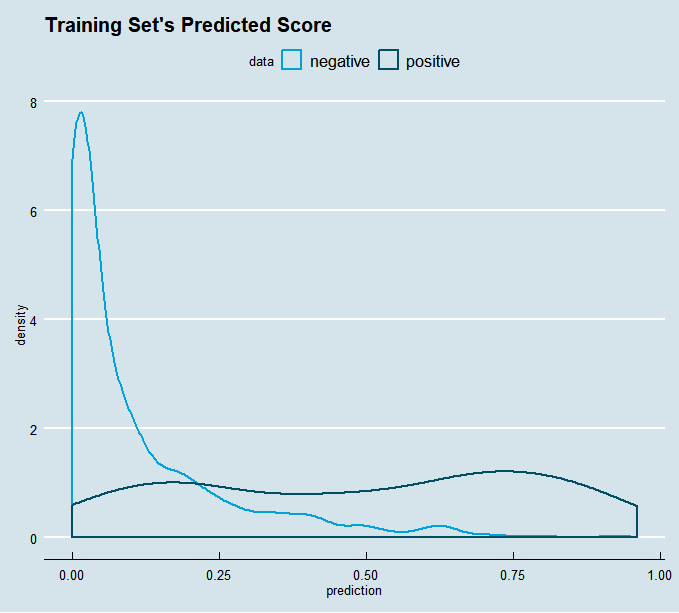 Training Set's Predicted Score
data negative positive
8
6
4
2
0
density
0.00 0.25 0.50 0.75 1.00
prediction